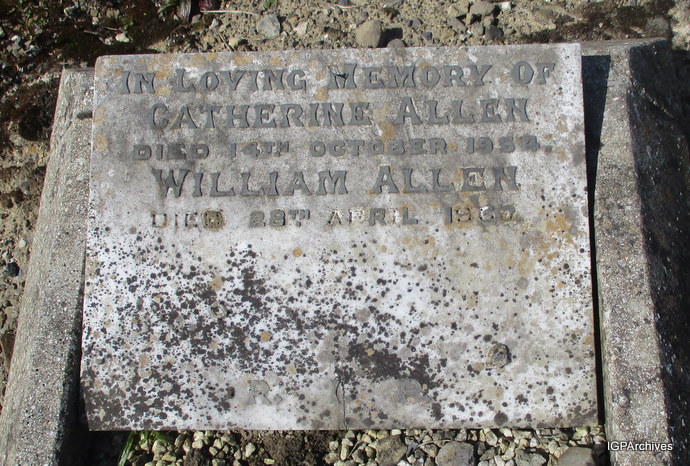 IN LOVING MEMORY OF
CATHERINE ALLEN
DIED 14TH OCTOBER 1954.
WILLIAM ALLEN
DIED 28TH APRIL
R I P
IGPArchives